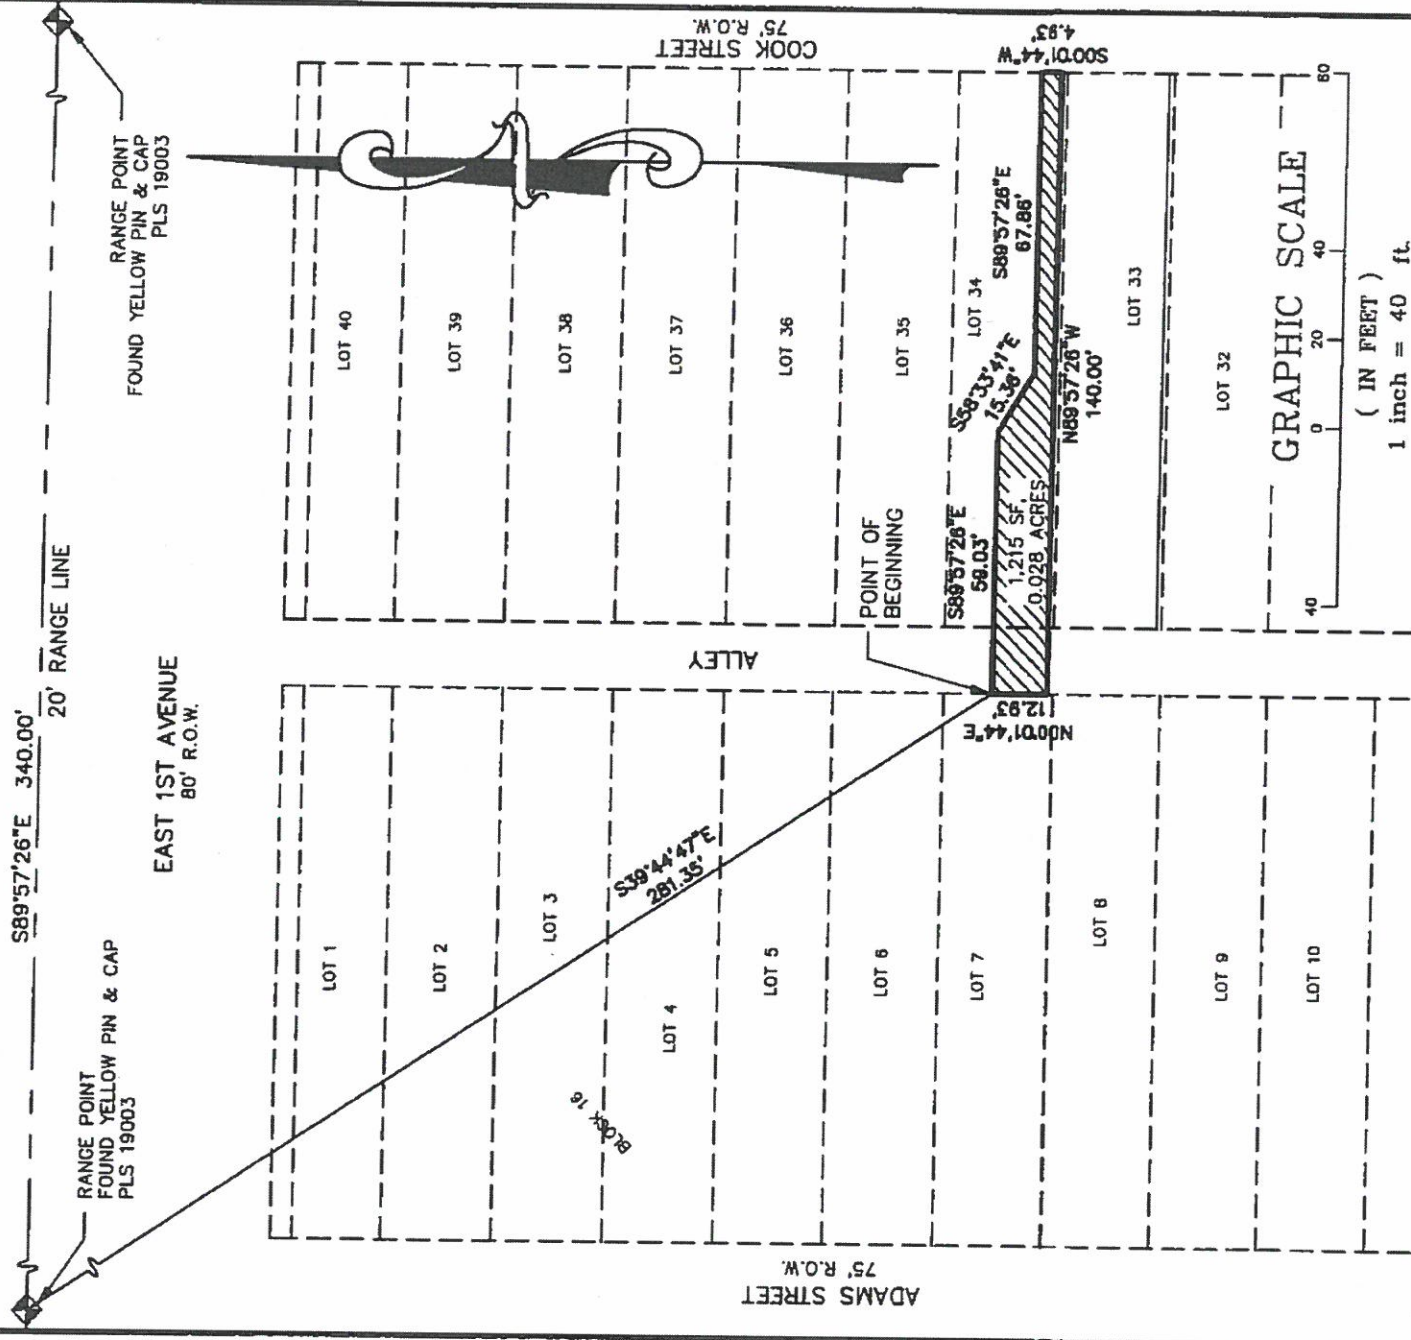 S89°57'26"E 340.00'
20' RANGE LINE
RANGE POINT
FOUND YELLOW PIN & CAP
PLS 19003
RANGE POINT
FOUND YELLOW PIN & CAP
PLS 19003
EAST 1ST AVENUE
80' R.O.W.
ADAMS STREET
75' R.O.W.
COOK STREET
75' R.O.W.
ALLEY
BLOCK 16
LOT 1
LOT 2
LOT 3
LOT 4
LOT 5
LOT 6
LOT 7
LOT 8
LOT 9
LOT 10
LOT 40
LOT 39
LOT 38
LOT 37
LOT 36
LOT 35
LOT 34
LOT 33
LOT 32
S39°44'47"E
281.35'
POINT OF
BEGINNING
S89°57'26"E
59.03'
S58°33'41"E
15.36'
S89°57'26"E
67.86'
S00°01'44"W
4.93'
N89°57'26"W
140.00'
N00°01'44"E
12.93'
1,215 SF.
0.028 ACRES
GRAPHIC SCALE
40 0 20 40 60
( IN FEET )
1 inch = 40 ft.